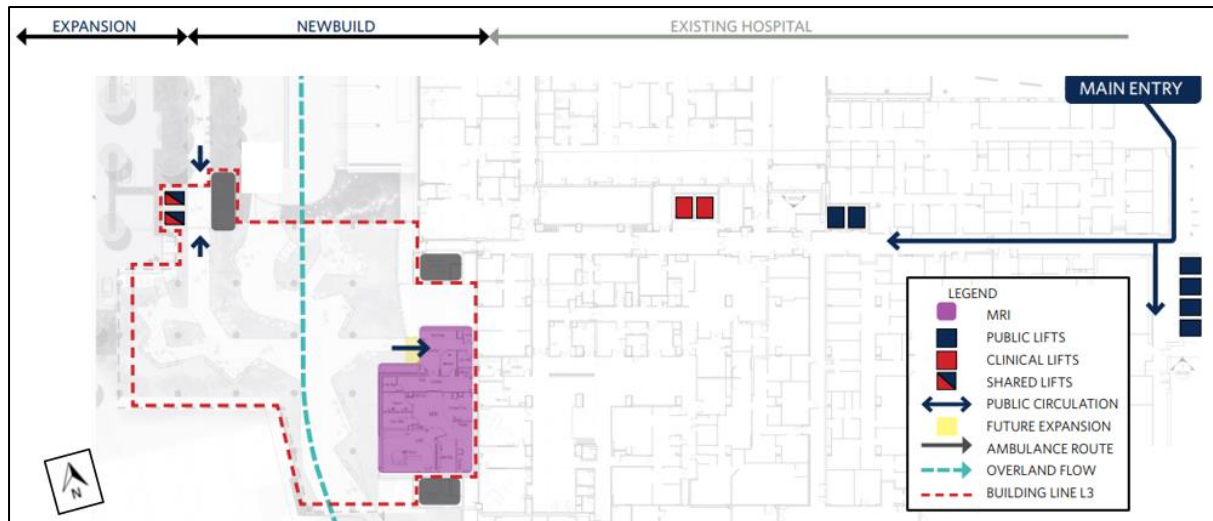 EXPANSION
NEWBUILD
EXISTING HOSPITAL
MAIN ENTRY
LEGEND
MRI
PUBLIC LIFTS
CLINICAL LIFTS
SHARED LIFTS
PUBLIC CIRCULATION
FUTURE EXPANSION
AMBULANCE ROUTE
OVERLAND FLOW
BUILDING LINE L3
N